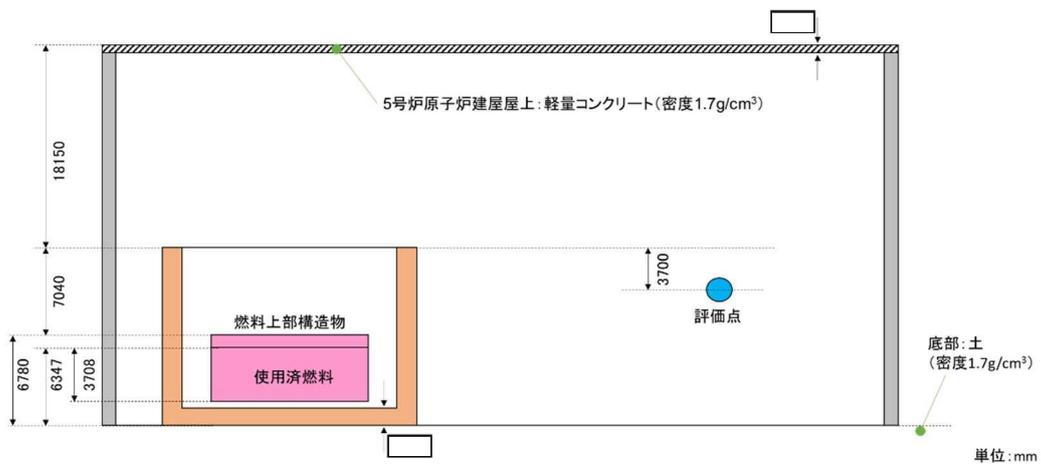 5号炉原子炉建屋屋上：軽量コンクリート（密度1.7g/cm³）
18150
7040
3700
評価点
燃料上部構造物
使用済燃料
6780
6347
3708
底部：土
（密度1.7g/cm³）
単位：mm